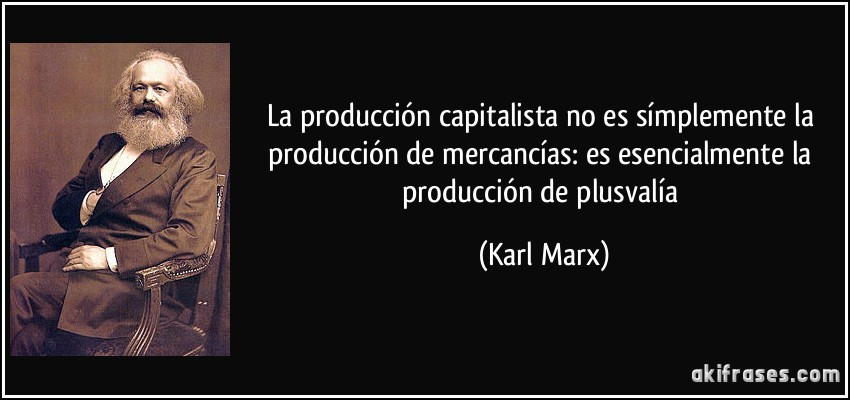 La producción capitalista no es símplemente la
producción de mercancías: es esencialmente la
producción de plusvalía
(Karl Marx)
akifrases.com